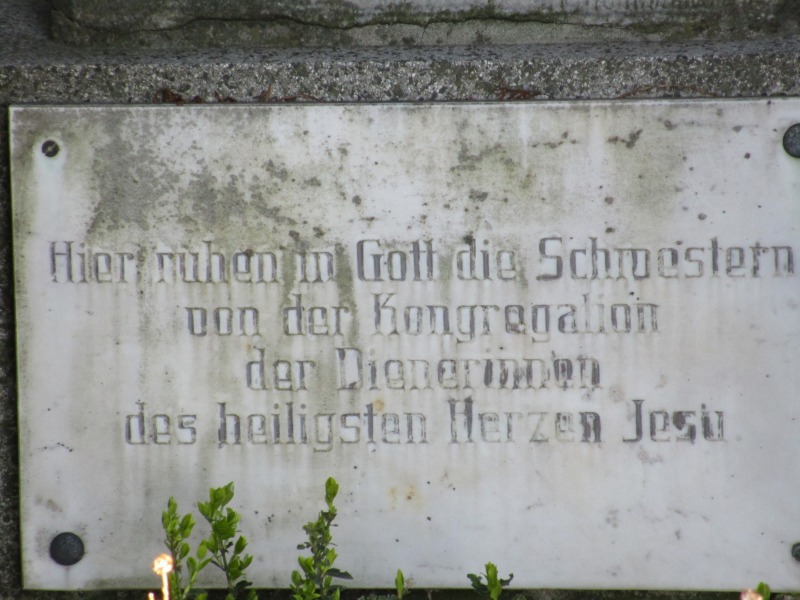 Hier ruhen in Gott die Schwestern
von der Kongregation
der Dienerinnen
des heiligsten Herzen Jesu